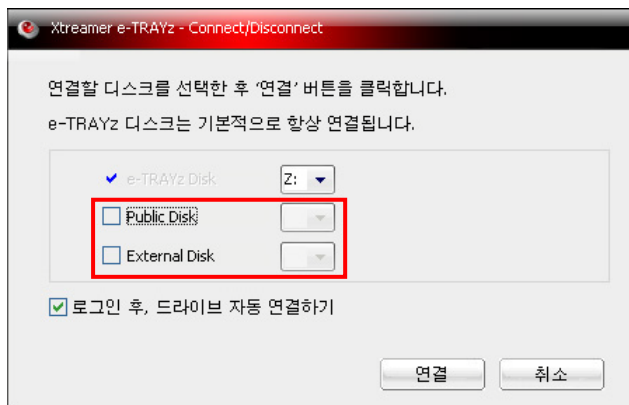 Xtreamer e-TRAYz - Connect/Disconnect
연결할 디스크를 선택한 후 ‘연결’ 버튼을 클릭합니다.
e-TRAYz 디스크는 기본적으로 항상 연결됩니다.
e-TRAYz Disk Z:
Public Disk
External Disk
로그인 후, 드라이브 자동 연결하기
연결 취소